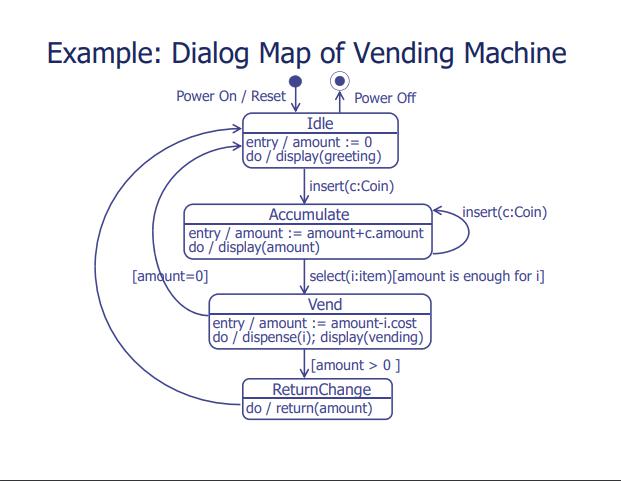 Example: Dialog Map of Vending Machine
Power On / Reset
Power Off
Idle
entry / amount := 0
do / display(greeting)
insert(c:Coin)
Accumulate
insert(c:Coin)
entry / amount := amount+c.amount
do / display(amount)
[amount=0]
select(i:item)[amount is enough for i]
Vend
entry / amount := amount-i.cost
do / dispense(i); display(vending)
[amount > 0 ]
ReturnChange
do / return(amount)